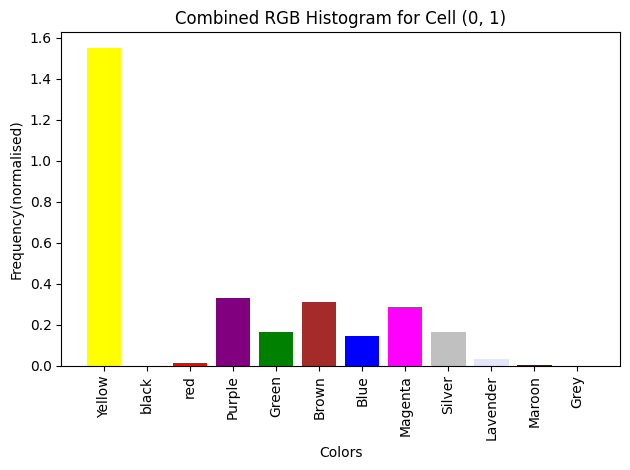 Combined RGB Histogram for Cell (0, 1)
Frequency(normalised)
1.6
1.4
1.2
1.0
0.8
0.6
0.4
0.2
0.0
Yellow
black
red
Purple
Green
Brown
Blue
Magenta
Silver
Lavender
Maroon
Grey
Colors